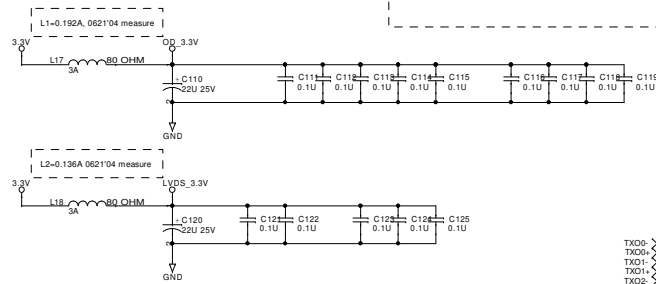 L1=0.192A, 0621'04 measure
3.3V
OD_3.3V
L17
80 OHM
3A
+
C110
22U 25V
2
C111
0.1U
C112
0.1U
C113
0.1U
C114
0.1U
C115
0.1U
C116
0.1U
C117
0.1U
C118
0.1U
C119
0.1U
GND
L2=0.136A 0621'04 measure
3.3V
LVDS_3.3V
L18
80 OHM
3A
+
C120
22U 25V
2
C121
0.1U
C122
0.1U
C123
0.1U
C124
0.1U
C125
0.1U
GND
TXO0-
TXO0+
TXO1-
TXO1+
TXO2-